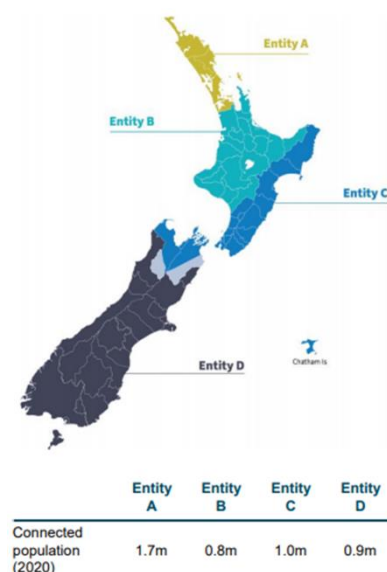 Entity A
Entity B
Entity C
Entity D
Chatham Is
Entity A Entity B Entity C Entity D
Connected population (2020) 1.7m 0.8m 1.0m 0.9m